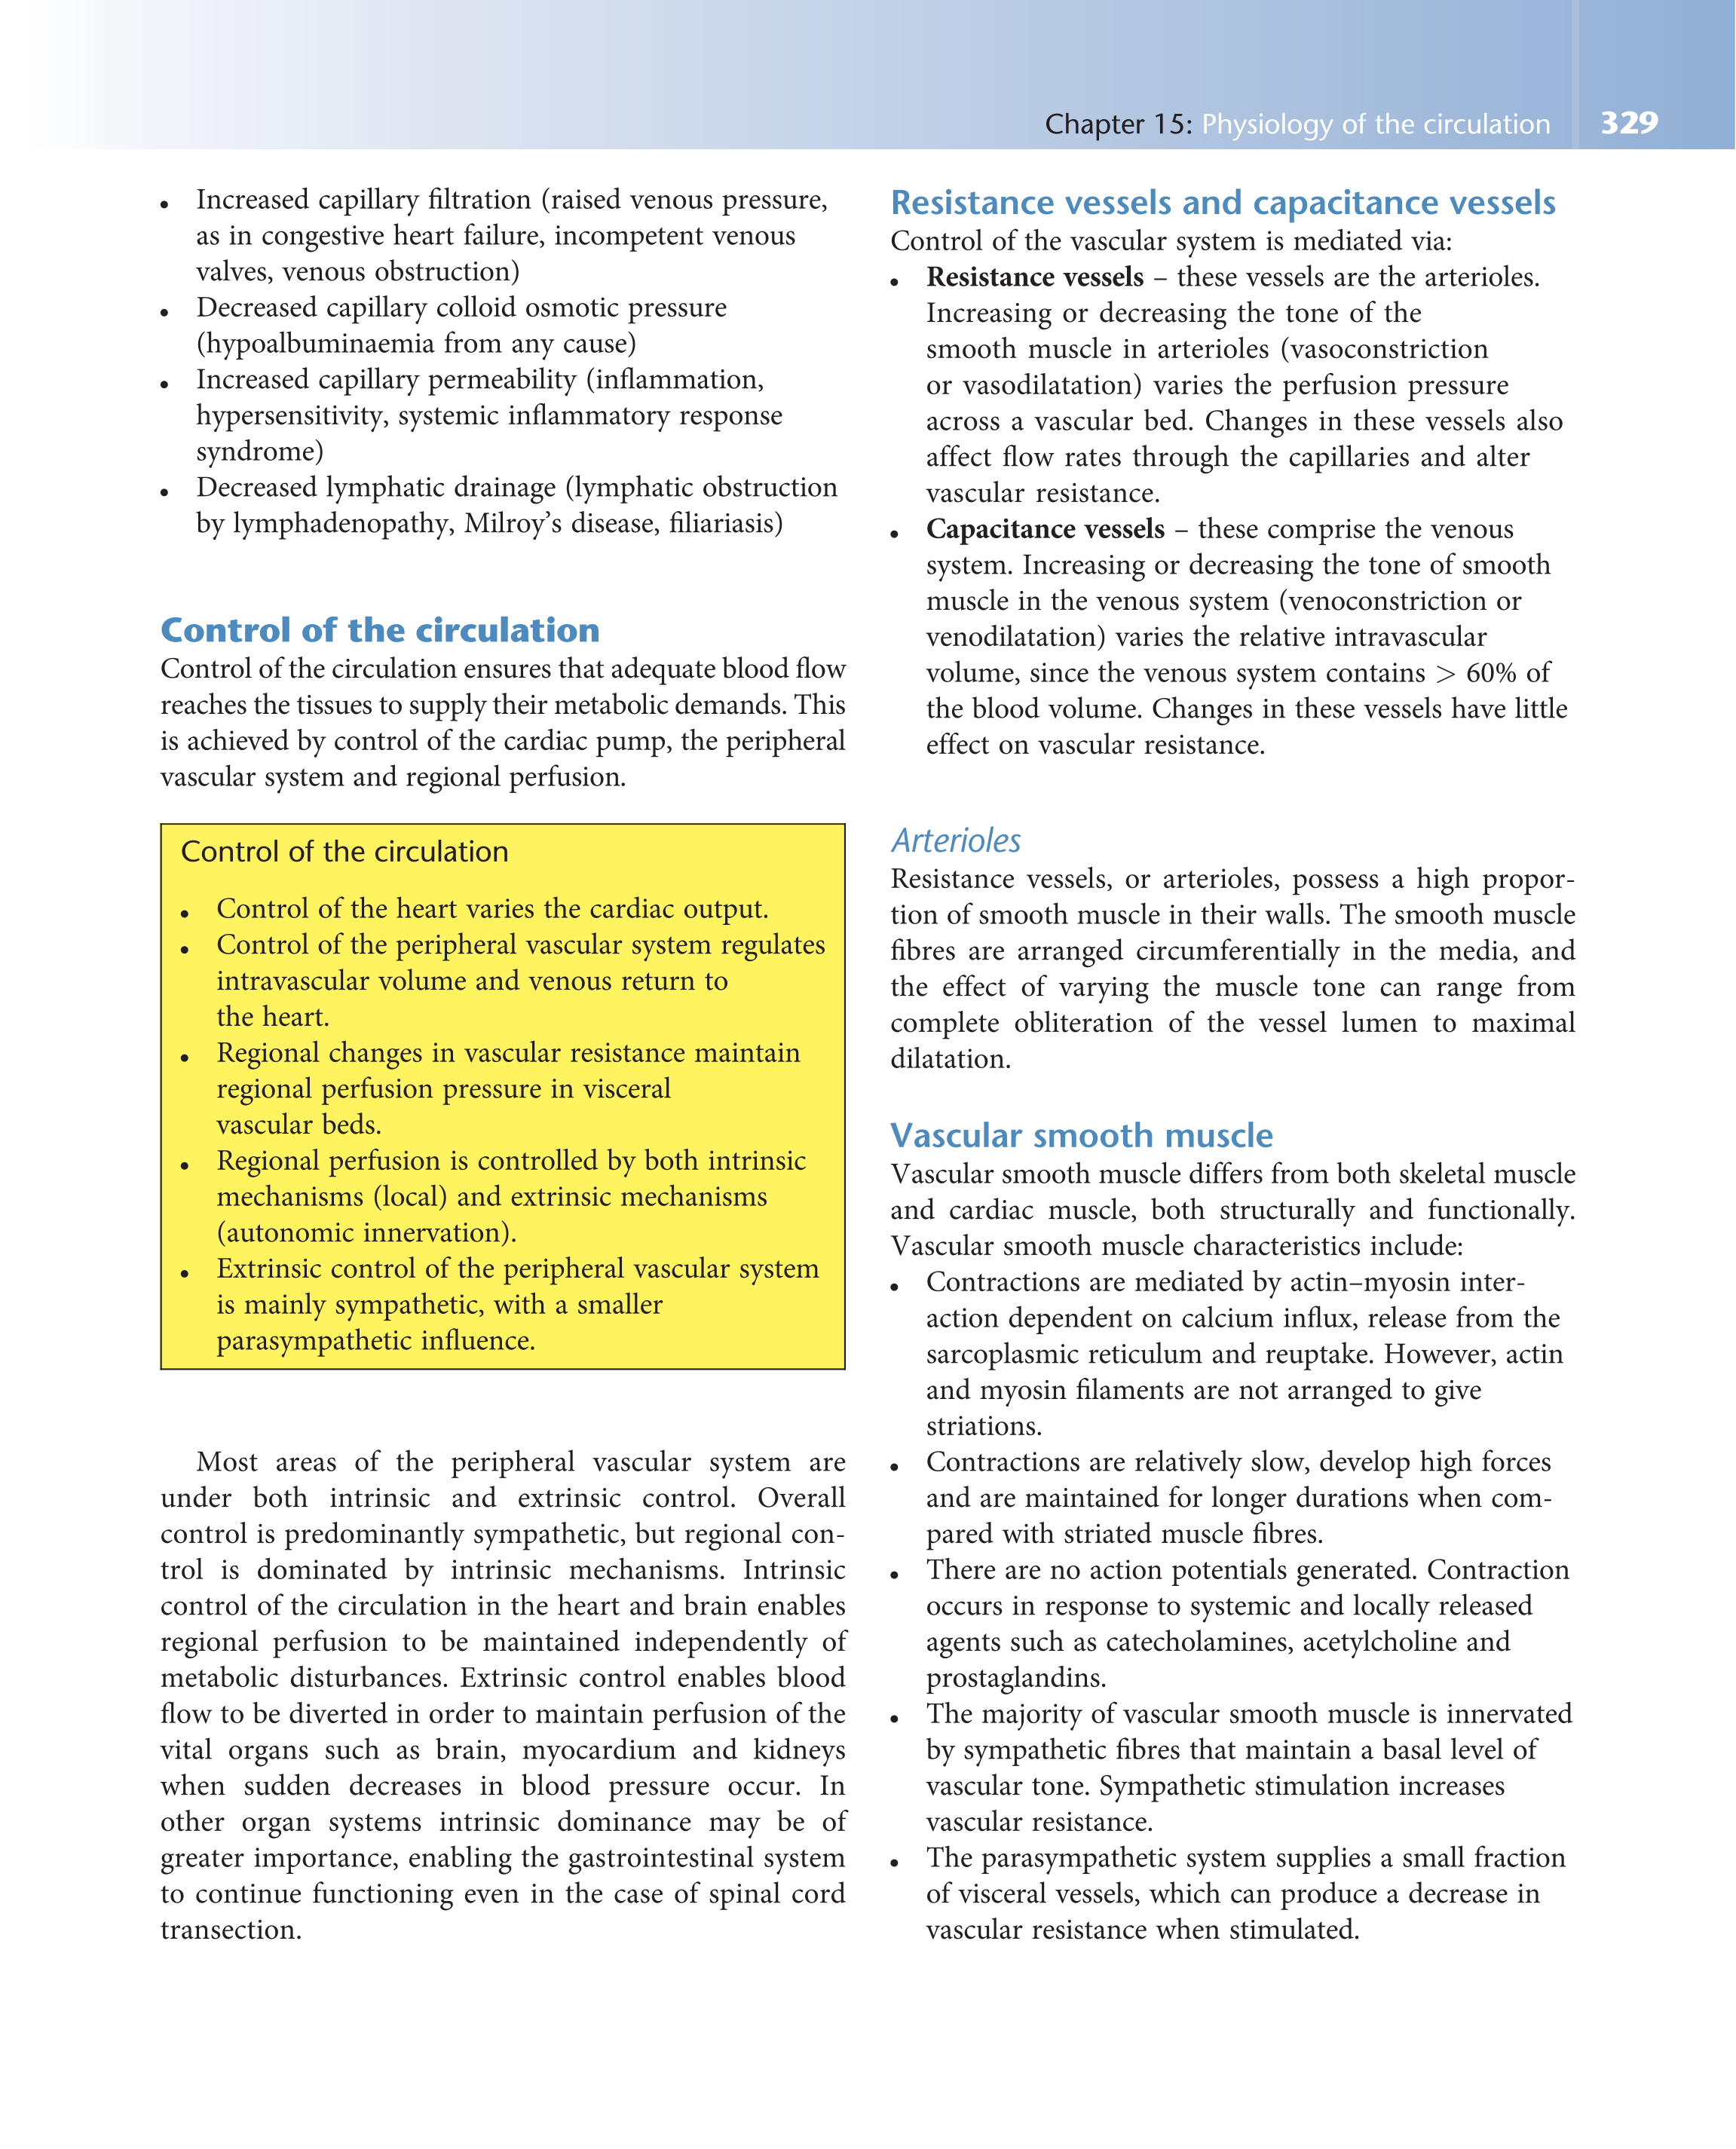 Chapter 15: Physiology of the circulation 329
• Increased capillary filtration (raised venous pressure,
as in congestive heart failure, incompetent venous
valves, venous obstruction)
• Decreased capillary colloid osmotic pressure
(hypoalbuminaemia from any cause)
• Increased capillary permeability (inflammation,
hypersensitivity, systemic inflammatory response
syndrome)
• Decreased lymphatic drainage (lymphatic obstruction
by lymphadenopathy, Milroy’s disease, filiariasis)
Control of the circulation
Control of the circulation ensures that adequate blood flow
reaches the tissues to supply their metabolic demands. This
is achieved by control of the cardiac pump, the peripheral
vascular system and regional perfusion.
Control of the circulation
• Control of the heart varies the cardiac output.
• Control of the peripheral vascular system regulates
intravascular volume and venous return to
the heart.
• Regional changes in vascular resistance maintain
regional perfusion pressure in visceral
vascular beds.
• Regional perfusion is controlled by both intrinsic
mechanisms (local) and extrinsic mechanisms
(autonomic innervation).
• Extrinsic control of the peripheral vascular system
is mainly sympathetic, with a smaller
parasympathetic influence.
Most areas of the peripheral vascular system are
under both intrinsic and extrinsic control. Overall
control is predominantly sympathetic, but regional con-
trol is dominated by intrinsic mechanisms. Intrinsic
control of the circulation in the heart and brain enables
regional perfusion to be maintained independently of
metabolic disturbances. Extrinsic control enables blood
flow to be diverted in order to maintain perfusion of the
vital organs such as brain, myocardium and kidneys
when sudden decreases in blood pressure occur. In
other organ systems intrinsic dominance may be of
greater importance, enabling the gastrointestinal system
to continue functioning even in the case of spinal cord
transection.
Resistance vessels and capacitance vessels
Control of the vascular system is mediated via:
• Resistance vessels – these vessels are the arterioles.
Increasing or decreasing the tone of the
smooth muscle in arterioles (vasoconstriction
or vasodilatation) varies the perfusion pressure
across a vascular bed. Changes in these vessels also
affect flow rates through the capillaries and alter
vascular resistance.
• Capacitance vessels – these comprise the venous
system. Increasing or decreasing the tone of smooth
muscle in the venous system (venoconstriction or
venodilatation) varies the relative intravascular
volume, since the venous system contains > 60% of
the blood volume. Changes in these vessels have little
effect on vascular resistance.
Arterioles
Resistance vessels, or arterioles, possess a high propor-
tion of smooth muscle in their walls. The smooth muscle
fibres are arranged circumferentially in the media, and
the effect of varying the muscle tone can range from
complete obliteration of the vessel lumen to maximal
dilatation.
Vascular smooth muscle
Vascular smooth muscle differs from both skeletal muscle
and cardiac muscle, both structurally and functionally.
Vascular smooth muscle characteristics include:
• Contractions are mediated by actin–myosin inter-
action dependent on calcium influx, release from the
sarcoplasmic reticulum and reuptake. However, actin
and myosin filaments are not arranged to give
striations.
• Contractions are relatively slow, develop high forces
and are maintained for longer durations when com-
pared with striated muscle fibres.
• There are no action potentials generated. Contraction
occurs in response to systemic and locally released
agents such as catecholamines, acetylcholine and
prostaglandins.
• The majority of vascular smooth muscle is innervated
by sympathetic fibres that maintain a basal level of
vascular tone. Sympathetic stimulation increases
vascular resistance.
• The parasympathetic system supplies a small fraction
of visceral vessels, which can produce a decrease in
vascular resistance when stimulated.